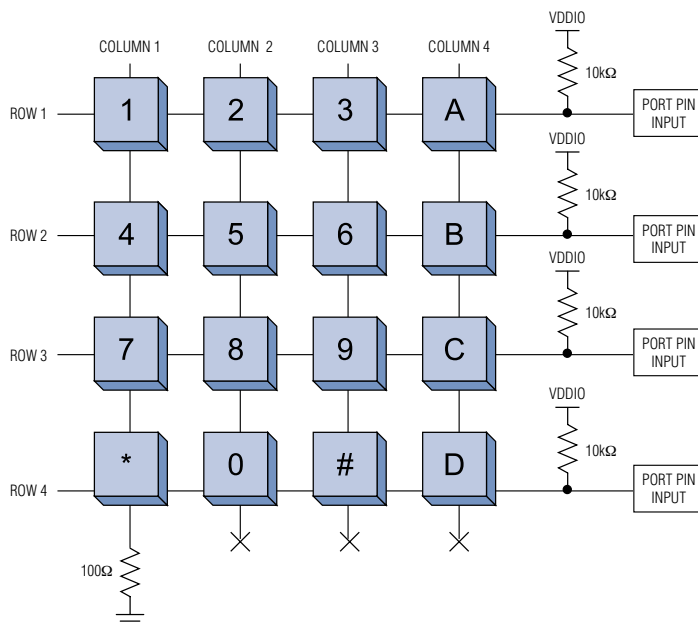 VDDIO
COLUMN 1 COLUMN 2 COLUMN 3 COLUMN 4
10kΩ
ROW 1 1 2 3 A PORT PIN INPUT
VDDIO
10kΩ
ROW 2 4 5 6 B PORT PIN INPUT
VDDIO
10kΩ
ROW 3 7 8 9 C PORT PIN INPUT
VDDIO
10kΩ
ROW 4 * 0 # D PORT PIN INPUT
100Ω